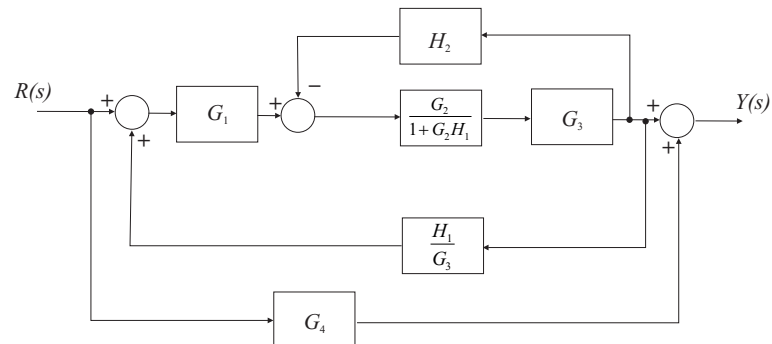 H₂
−
R(s)
+
G₁
+
G₂
1+G₂H₁
G₃
+
Y(s)
+
+
H₁
G₃
G₄